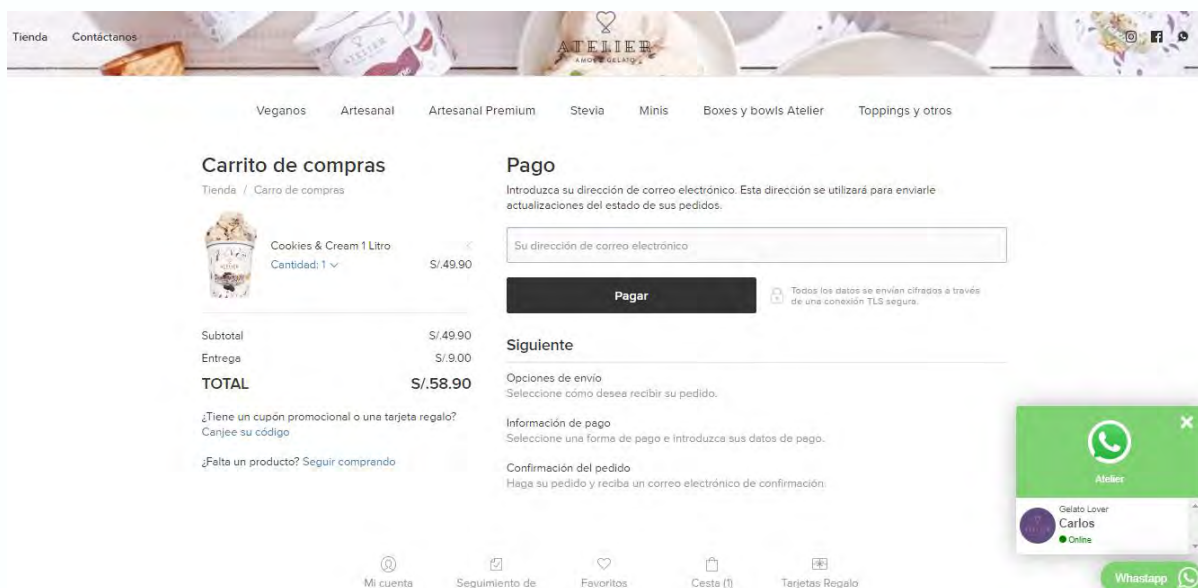 Tienda Contáctanos
ATELIER
AMOR & GELATO
Veganos Artesanal Artesanal Premium Stevia Minis Boxes y bowls Atelier Toppings y otros
Carrito de compras
Tienda / Carro de compras
Cookies & Cream 1 Litro
Cantidad: 1 S/.49.90
Subtotal S/.49.90
Entrega S/.9.00
TOTAL S/.58.90
¿Tiene un cupón promocional o una tarjeta regalo?
Canjee su código
¿Falta un producto? Seguir comprando
Pago
Introduzca su dirección de correo electrónico. Esta dirección se utilizará para enviarle
actualizaciones del estado de sus pedidos.
Su dirección de correo electrónico
Pagar
Todos los datos se envían cifrados a través
de una conexión TLS segura.
Siguiente
Opciones de envío
Seleccione cómo desea recibir su pedido.
Información de pago
Seleccione una forma de pago e introduzca sus datos de pago.
Confirmación del pedido
Haga su pedido y reciba un correo electrónico de confirmación
Atelier
Gelato Lover
Carlos
Online
Whastapp
Mi cuenta Seguimiento de Favoritos Cesta (1) Tarjetas Regalo